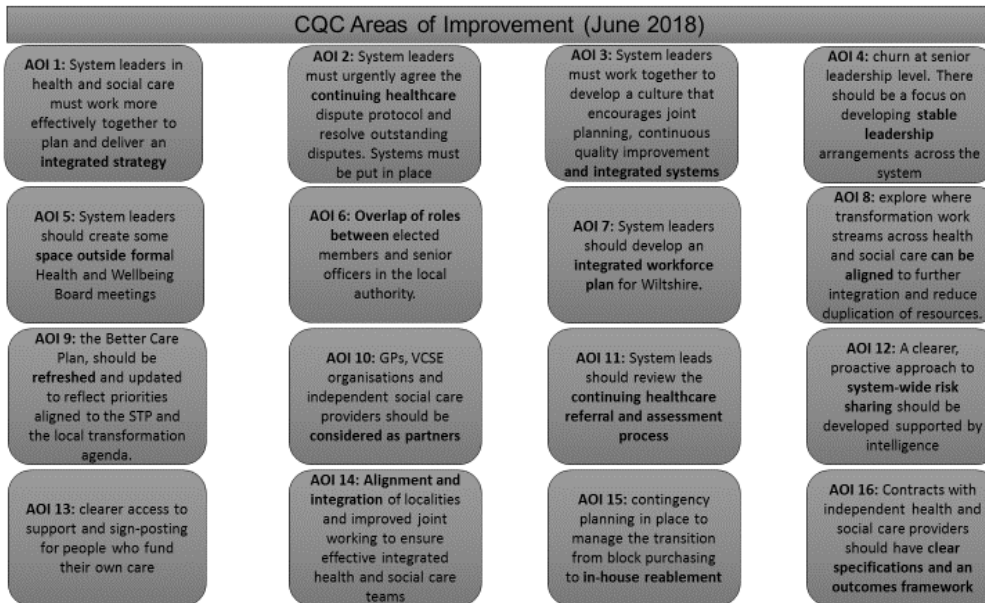 CQC Areas of Improvement (June 2018)
AOI 1: System leaders in
health and social care
must work more
effectively together to
plan and deliver an
integrated strategy
AOI 2: System leaders
must urgently agree the
continuing healthcare
dispute protocol and
resolve outstanding
disputes. Systems must
be put in place
AOI 3: System leaders
must work together to
develop a culture that
encourages joint
planning, continuous
quality improvement
and integrated systems
AOI 4: churn at senior
leadership level. There
should be a focus on
developing stable
leadership
arrangements across the
system
AOI 5: System leaders
should create some
space outside formal
Health and Wellbeing
Board meetings
AOI 6: Overlap of roles
between elected
members and senior
officers in the local
authority.
AOI 7: System leaders
should develop an
integrated workforce
plan for Wiltshire.
AOI 8: explore where
transformation work
streams across health
and social care can be
aligned to further
integration and reduce
duplication of resources.
AOI 9: the Better Care
Plan, should be
refreshed and updated
to reflect priorities
aligned to the STP and
the local transformation
agenda.
AOI 10: GPs, VCSE
organisations and
independent social care
providers should be
considered as partners
AOI 11: System leads
should review the
continuing healthcare
referral and assessment
process
AOI 12: A clearer,
proactive approach to
system-wide risk
sharing should be
developed supported by
intelligence
AOI 13: clearer access to
support and sign-posting
for people who fund
their own care
AOI 14: Alignment and
integration of localities
and improved joint
working to ensure
effective integrated
health and social care
teams
AOI 15: contingency
planning in place to
manage the transition
from block purchasing
to in-house reablement
AOI 16: Contracts with
independent health and
social care providers
should have clear
specifications and an
outcomes framework